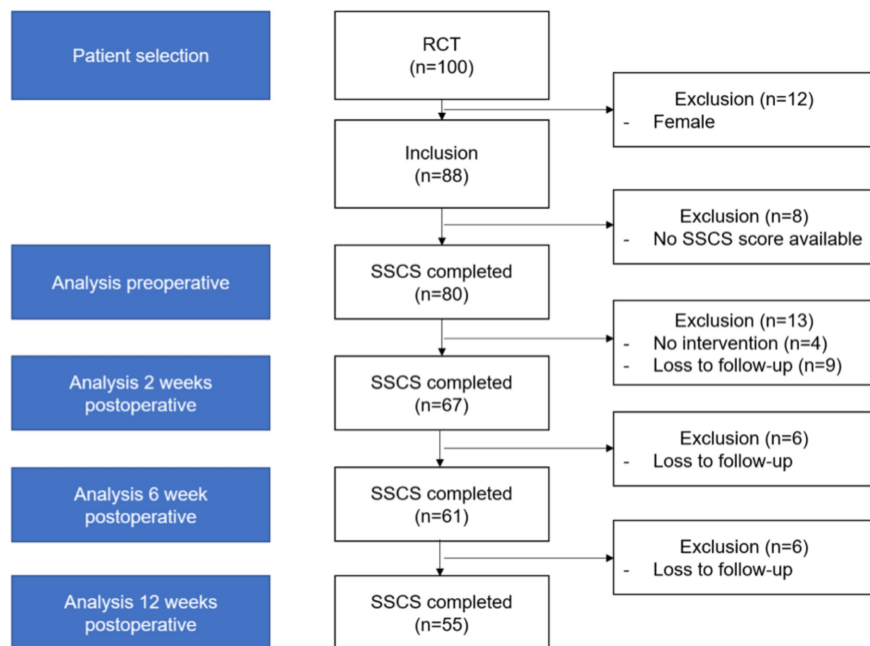 Patient selection
RCT
(n=100)
Exclusion (n=12)
- Female
Inclusion
(n=88)
Exclusion (n=8)
- No SSCS score available
Analysis preoperative
SSCS completed
(n=80)
Exclusion (n=13)
- No intervention (n=4)
- Loss to follow-up (n=9)
Analysis 2 weeks
postoperative
SSCS completed
(n=67)
Exclusion (n=6)
- Loss to follow-up
Analysis 6 week
postoperative
SSCS completed
(n=61)
Exclusion (n=6)
- Loss to follow-up
Analysis 12 weeks
postoperative
SSCS completed
(n=55)